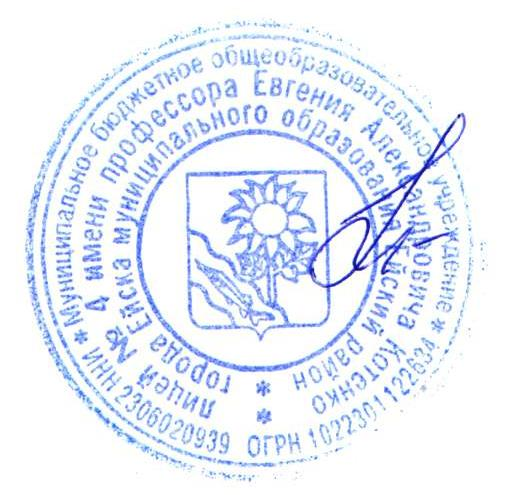 * Муниципальное бюджетное общеобразовательное учреждение *
ИНН 2306020939 ОГРН 1022301122634
лицей № 4 имени профессора Евгения Александровича Котенко *
города Ейска муниципального образования Ейский район *